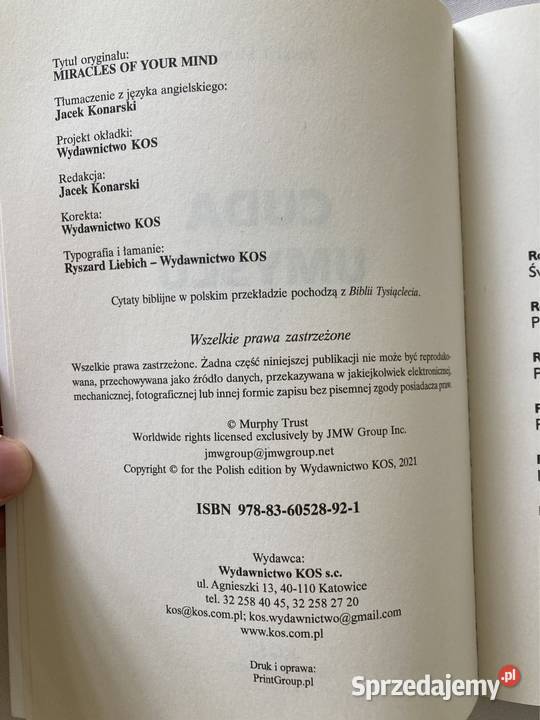 Tytuł oryginału:
MIRACLES OF YOUR MIND
Tłumaczenie z języka angielskiego:
Jacek Konarski
Projekt okładki:
Wydawnictwo KOS
Redakcja:
Jacek Konarski
Korekta:
Wydawnictwo KOS
Typografia i łamanie:
Ryszard Liebich – Wydawnictwo KOS
Cytaty biblijne w polskim przekładzie pochodzą z Biblii Tysiąclecia.
Wszelkie prawa zastrzeżone
Wszelkie prawa zastrzeżone. Żadna część niniejszej publikacji nie może być reproduko-
wana, przechowywana jako źródło danych, przekazywana w jakiejkolwiek elektronicznej,
mechanicznej, fotograficznej lub innej formie zapisu bez pisemnej zgody posiadacza praw.
© Murphy Trust
Worldwide rights licensed exclusively by JMW Group Inc.
jmwgroup@jmwgroup.net
Copyright © for the Polish edition by Wydawnictwo KOS, 2021
ISBN 978-83-60528-92-1
Wydawca:
Wydawnictwo KOS s.c.
ul. Agnieszki 13, 40-110 Katowice
tel. 32 258 40 45, 32 258 27 20
kos@kos.com.pl; kos.wydawnictwo@gmail.com
www.kos.com.pl
Druk i oprawa:
PrintGroup.pl
Sprzedajemy.pl